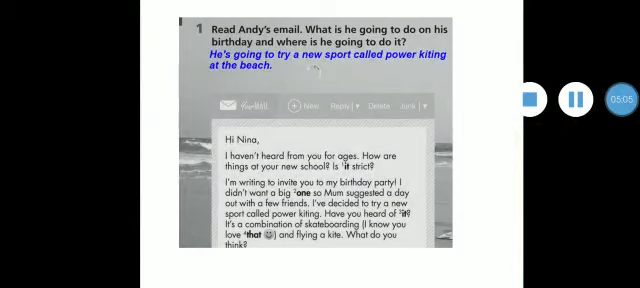 1 Read Andy's email. What is he going to do on his
birthday and where is he going to do it?
He's going to try a new sport called power kiting
at the beach.
YourMail
New Reply Delete Junk
Hi Nina,
I haven't heard from you for ages. How are
things at your new school? Is ¹it strict?
I'm writing to invite you to my birthday party! I
didn't want a big ²one so Mum suggested a day
out with a few friends. I've decided to try a new
sport called power kiting. Have you heard of ³it?
It's a combination of skateboarding (I know you
love ⁴that ☺) and flying a kite. What do you
think?
05:05